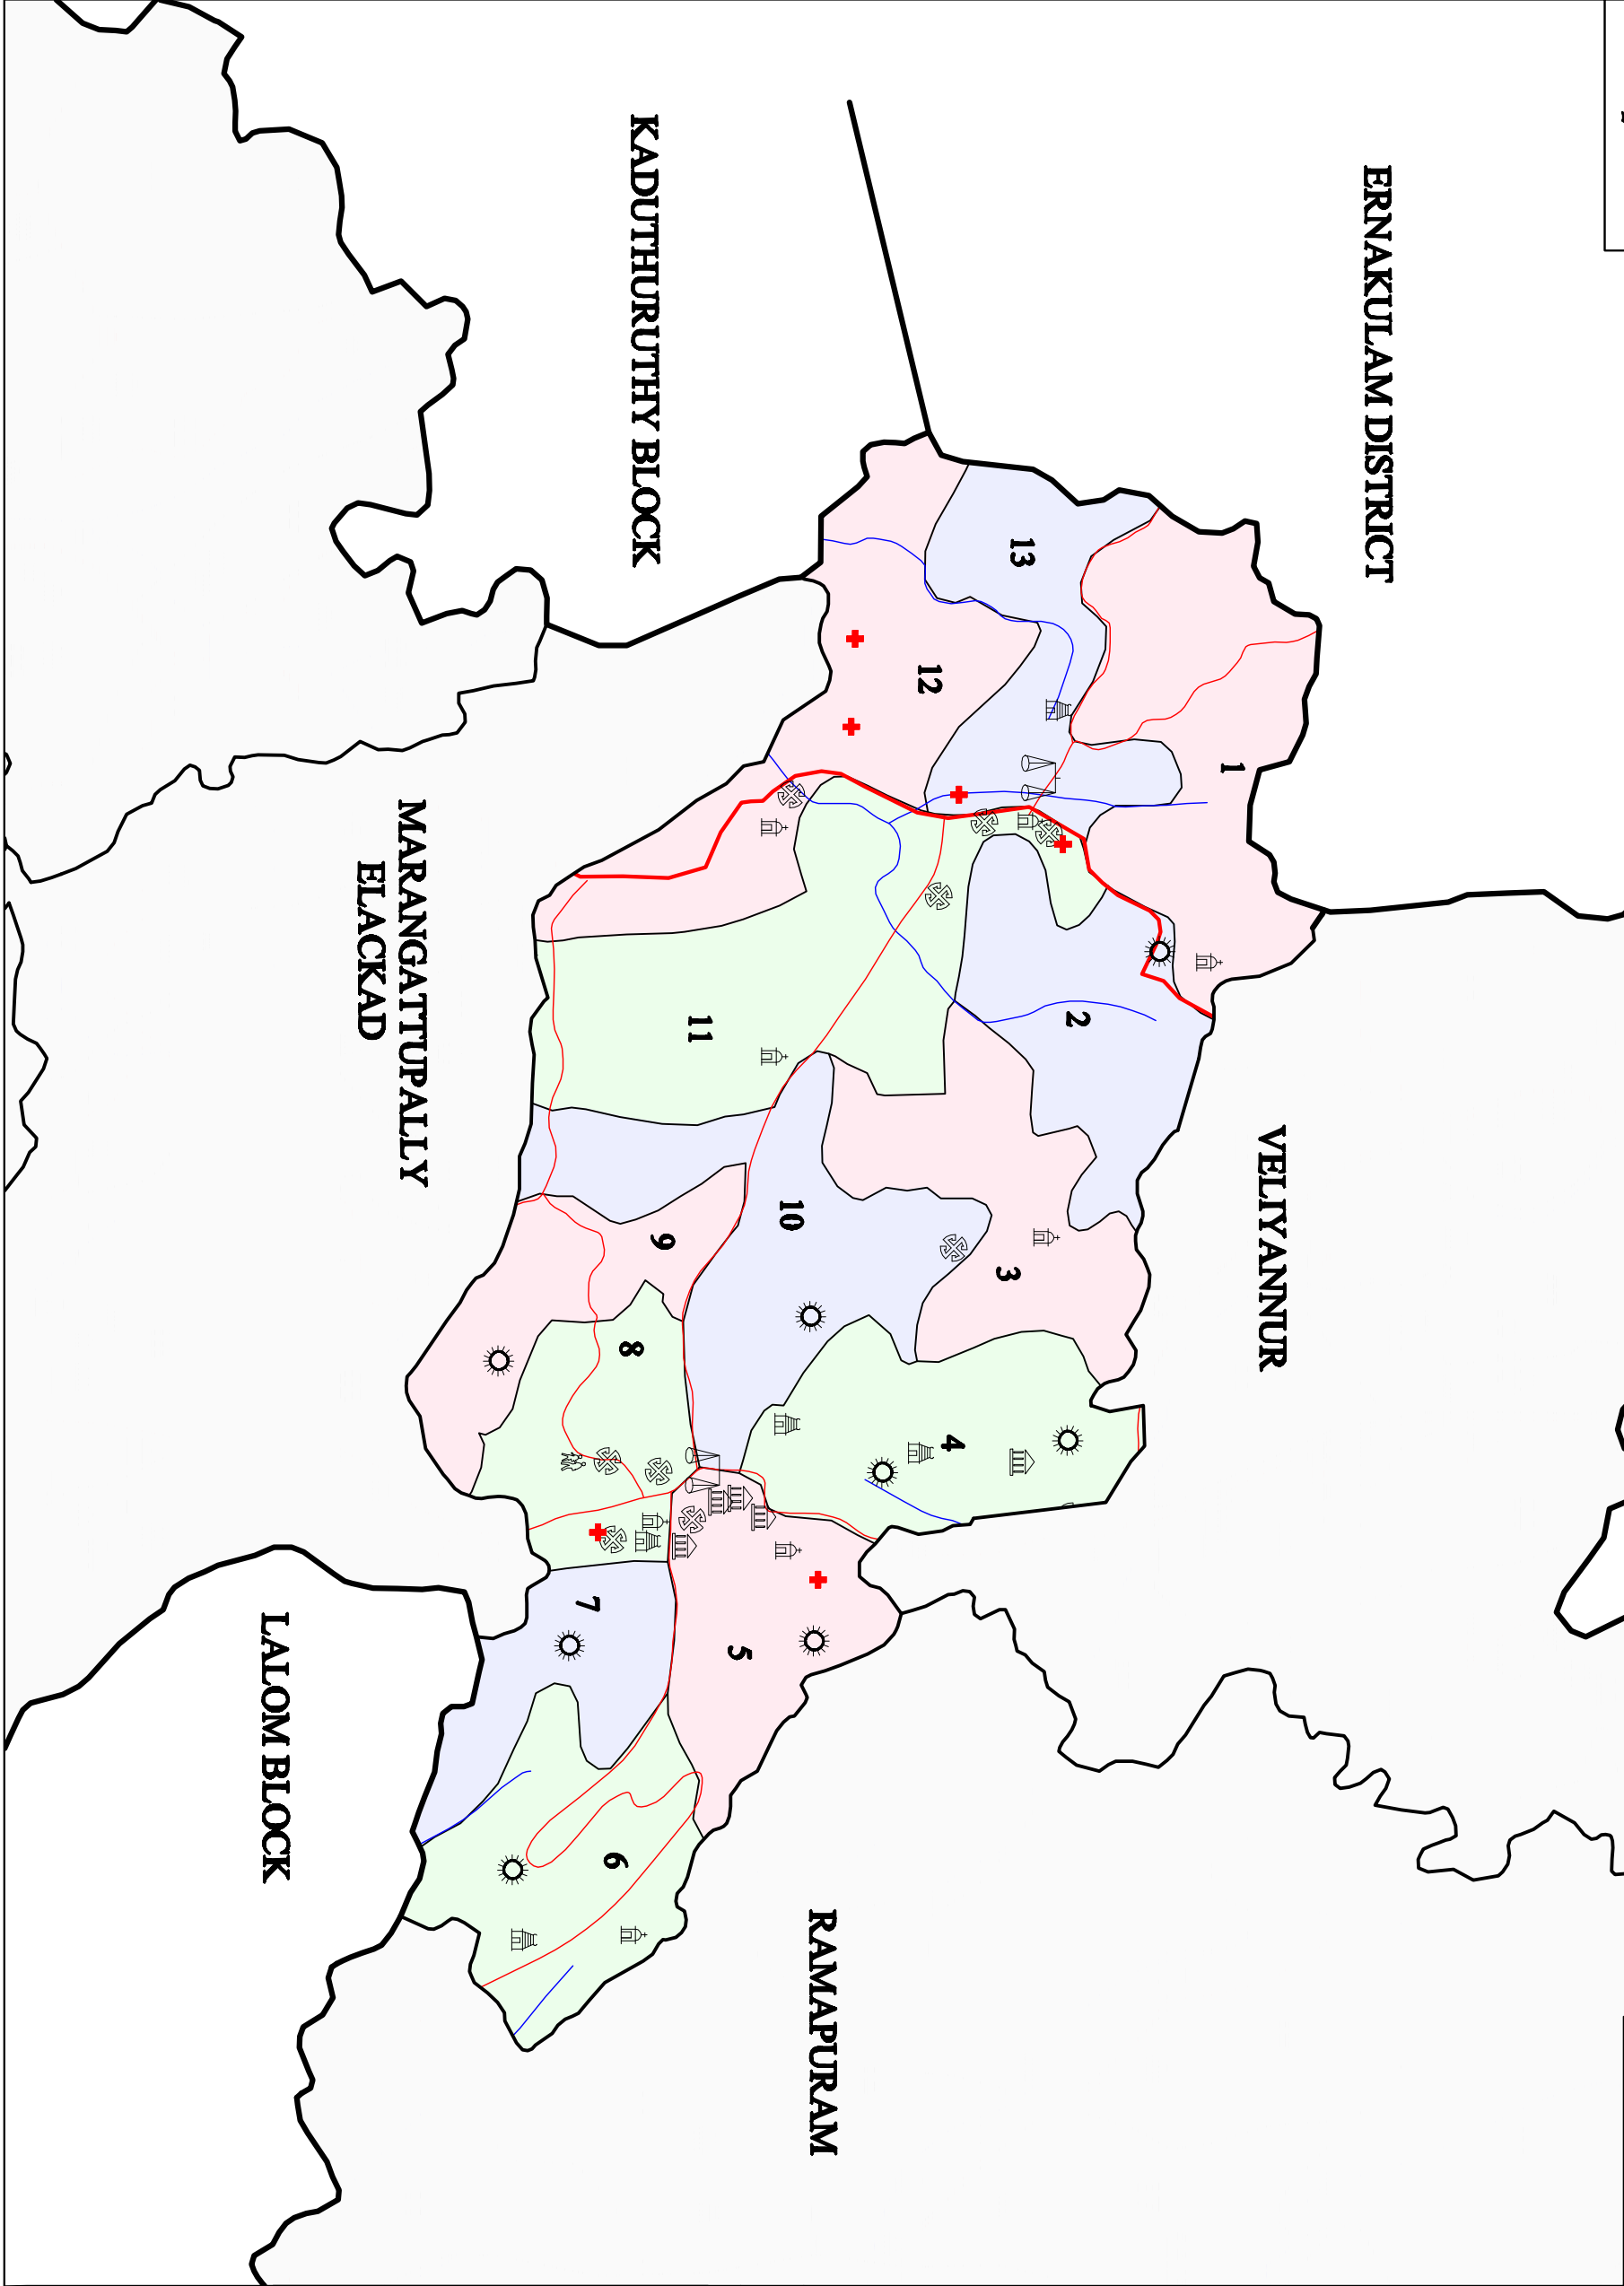 ERNAKULAM DISTRICT
KADUTHURUTHY BLOCK
VELIYANNUR
MARANGATTUPALLY
ELACKAD
RAMAPURAM
LALOM BLOCK
1
2
3
4
5
6
7
8
9
10
11
12
13